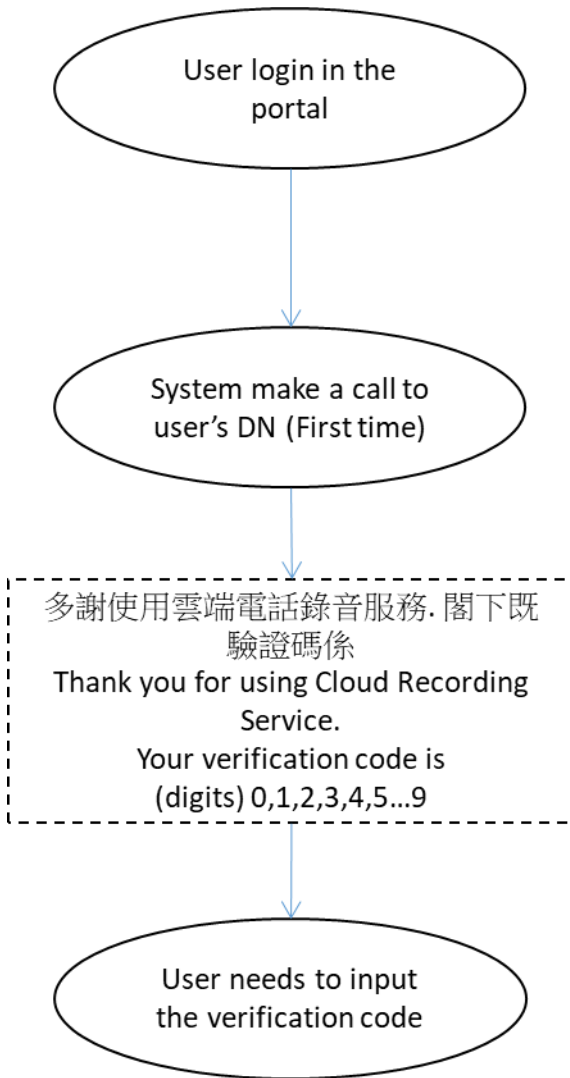 User login in the
portal
System make a call to
user’s DN (First time)
多謝使用雲端電話錄音服務. 閣下既
驗證碼係
Thank you for using Cloud Recording
Service.
Your verification code is
(digits) 0,1,2,3,4,5...9
User needs to input
the verification code